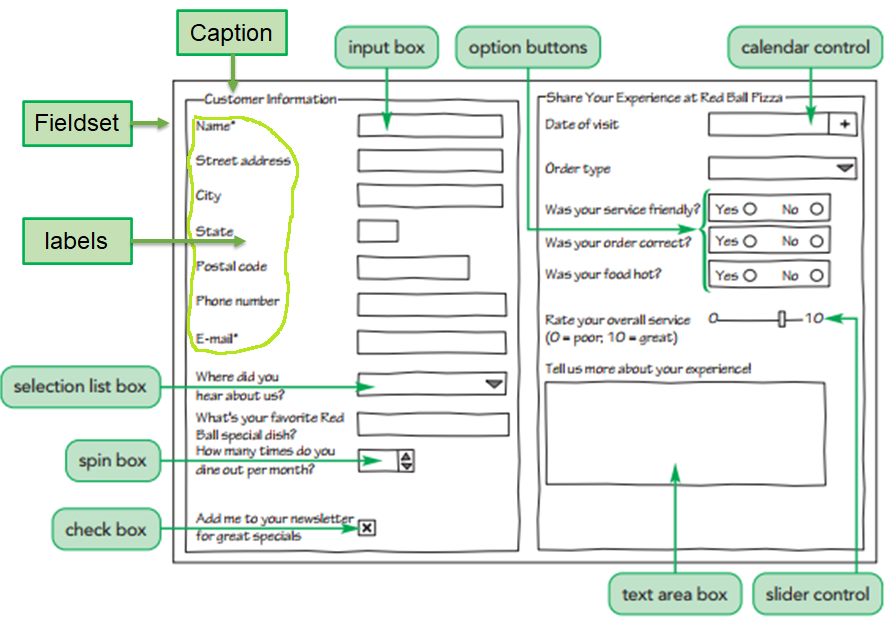 Caption
input box
option buttons
calendar control
Fieldset
labels
Customer Information
Name*
Street address
City
State
Postal code
Phone number
E-mail*
selection list box
Where did you
hear about us?
What's your favorite Red
Ball special dish?
spin box
How many times do you
dine out per month?
check box
Add me to your newsletter
for great specials
Share Your Experience at Red Ball Pizza
Date of visit
+
Order type
Was your service friendly? Yes No
Was your order correct? Yes No
Was your food hot? Yes No
Rate your overall service 0 10
(0 = poor; 10 = great)
Tell us more about your experience!
text area box
slider control